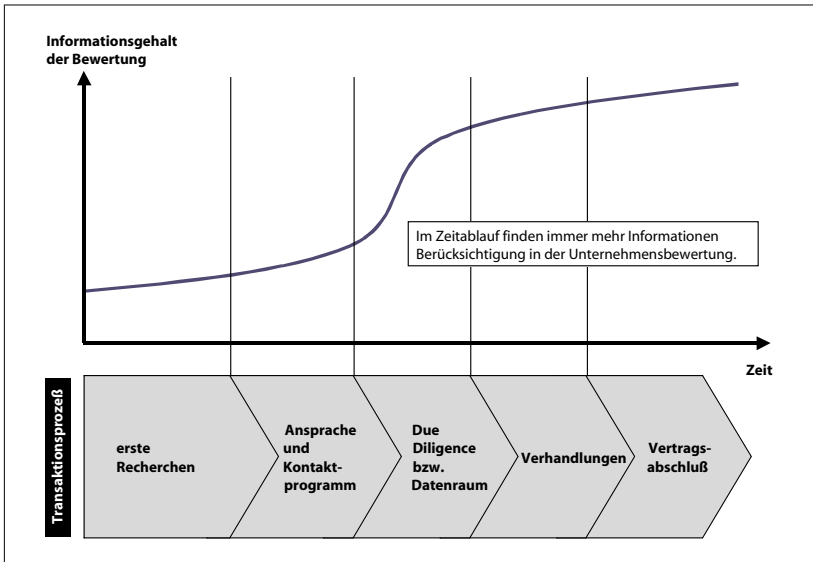 Informationsgehalt
der Bewertung
Im Zeitablauf finden immer mehr Informationen
Berücksichtigung in der Unternehmensbewertung.
Zeit
Transaktionsprozeß
erste
Recherchen
Ansprache
und
Kontakt-
programm
Due
Diligence
bzw.
Datenraum
Verhandlungen
Vertrags-
abschluß